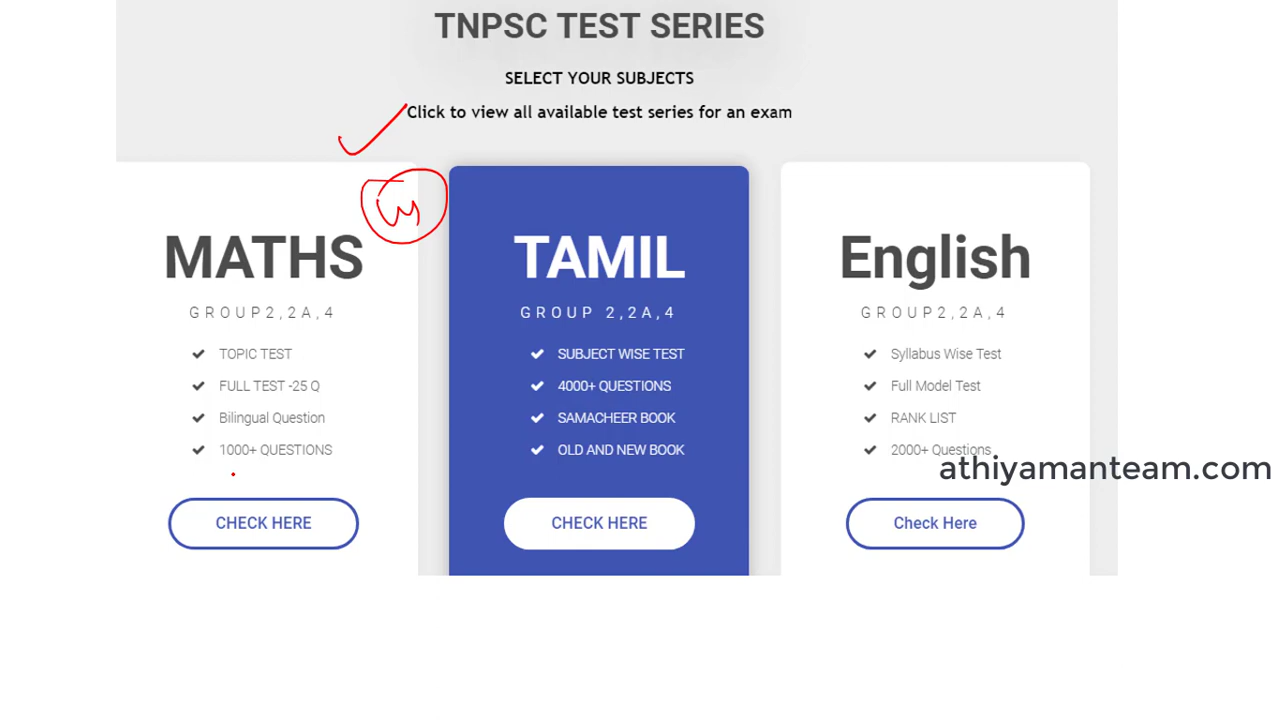 TNPSC TEST SERIES
SELECT YOUR SUBJECTS
Click to view all available test series for an exam
MATHS
GROUP2,2A,4
TOPIC TEST
FULL TEST -25 Q
Bilingual Question
1000+ QUESTIONS
CHECK HERE
TAMIL
GROUP 2,2A,4
SUBJECT WISE TEST
4000+ QUESTIONS
SAMACHEER BOOK
OLD AND NEW BOOK
CHECK HERE
English
GROUP2,2A,4
Syllabus Wise Test
Full Model Test
RANK LIST
2000+ Questions
Check Here
athiyamanteam.com